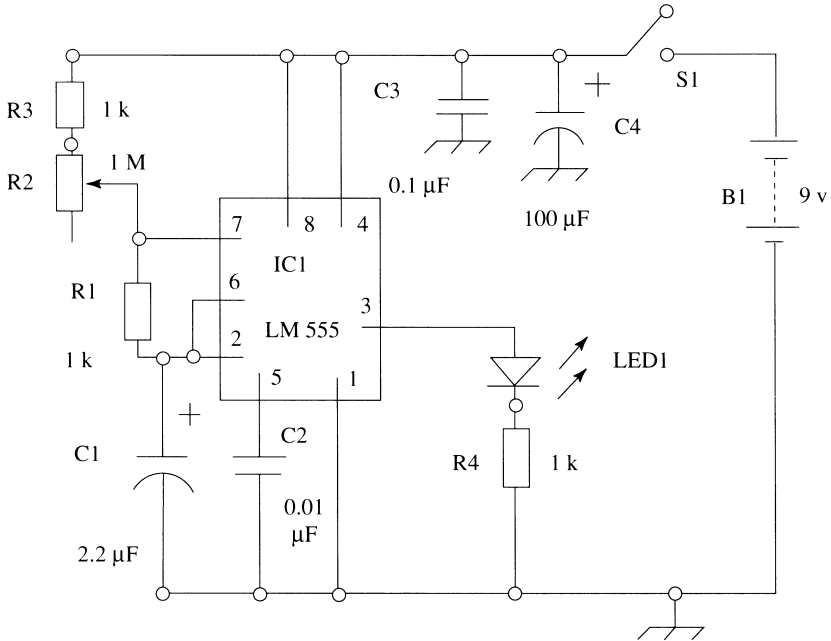 S1
C3
R3
1 k
C4
1 M
R2
0.1 µF
B1
9 v
100 µF
7
8
4
IC1
6
R1
3
LM 555
2
1 k
LED1
5
1
C2
C1
R4
1 k
0.01
µF
2.2 µF